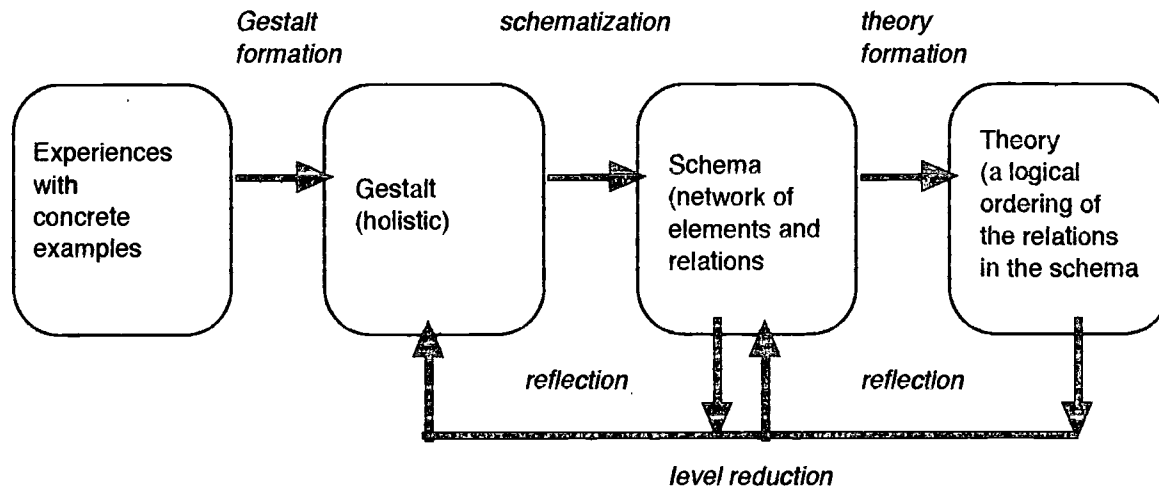 Gestalt
formation
schematization
theory
formation
Experiences
with
concrete
examples
Gestalt
(holistic)
Schema
(network of
elements and
relations
Theory
(a logical
ordering of
the relations
in the schema
reflection
reflection
level reduction